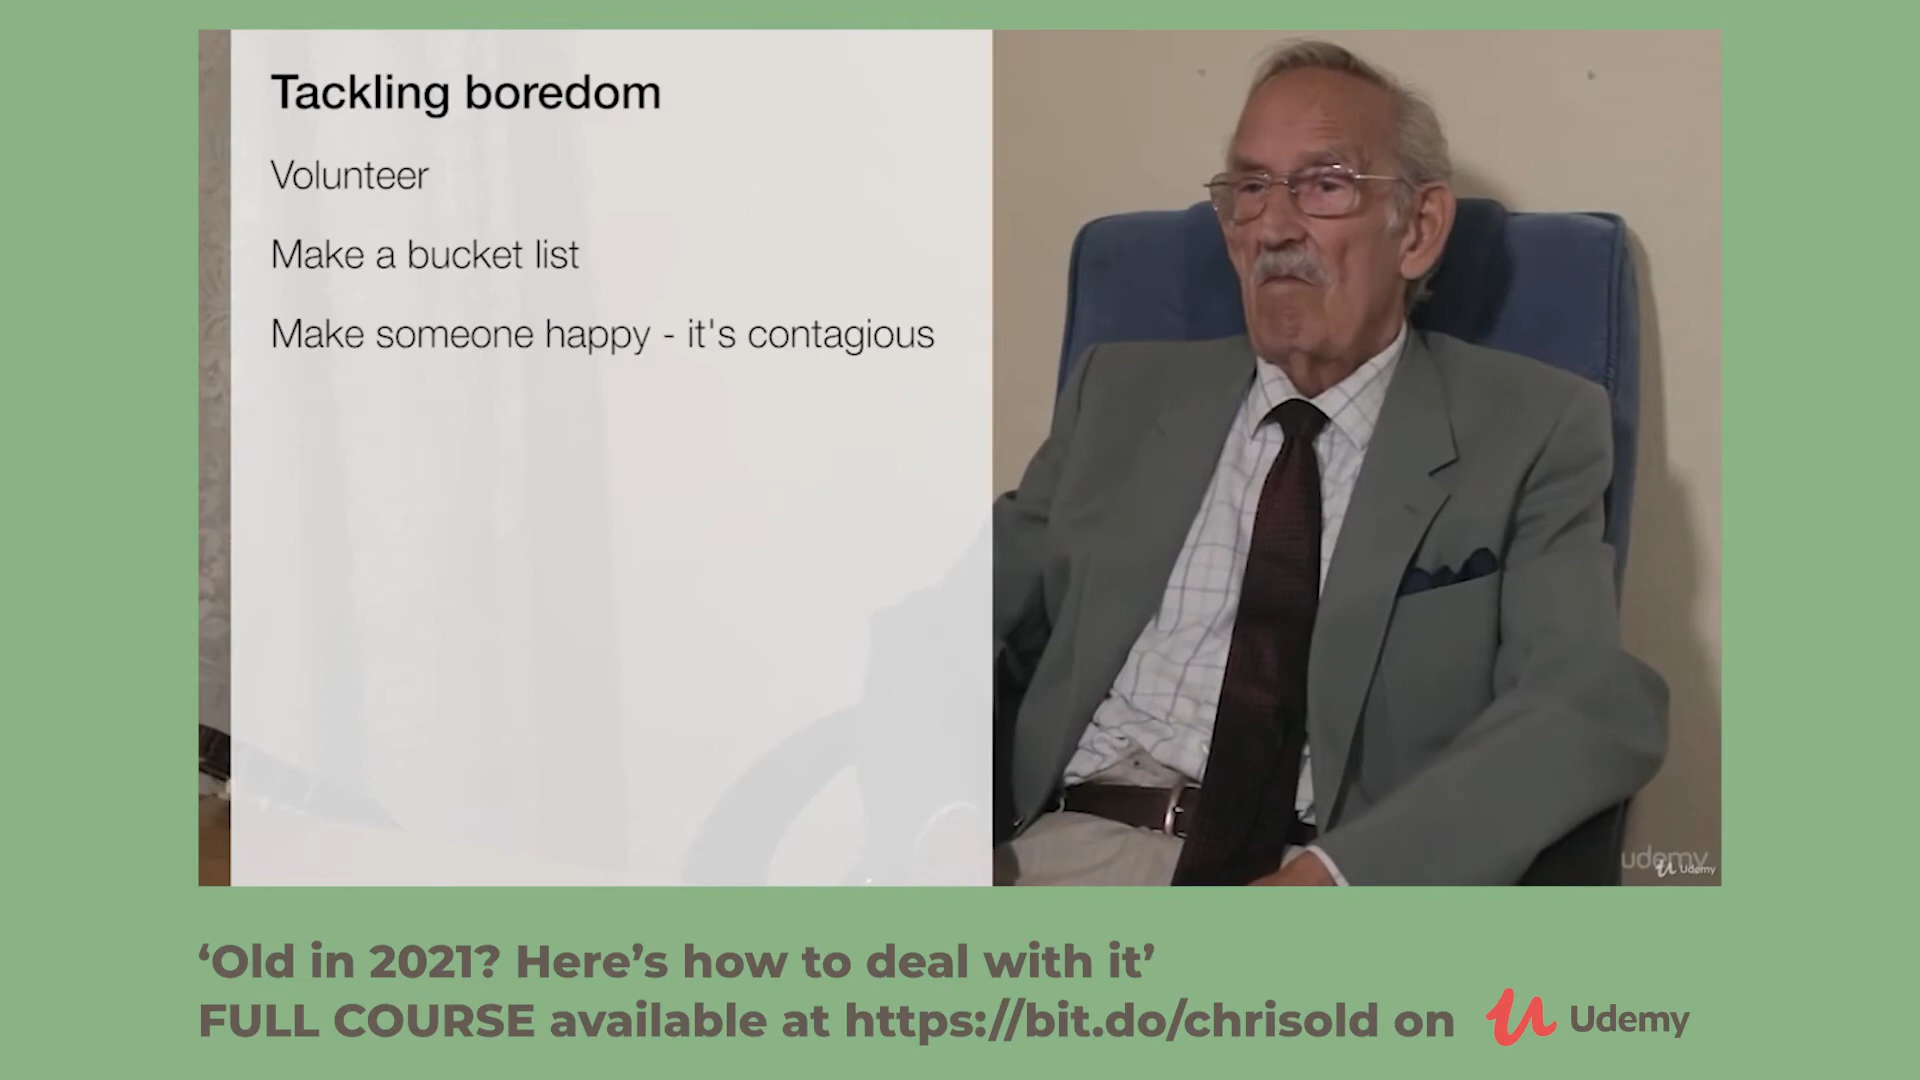 Tackling boredom
Volunteer
Make a bucket list
Make someone happy - it's contagious
udemy
Udemy
‘Old in 2021? Here’s how to deal with it’
FULL COURSE available at https://bit.do/chrisold on Udemy